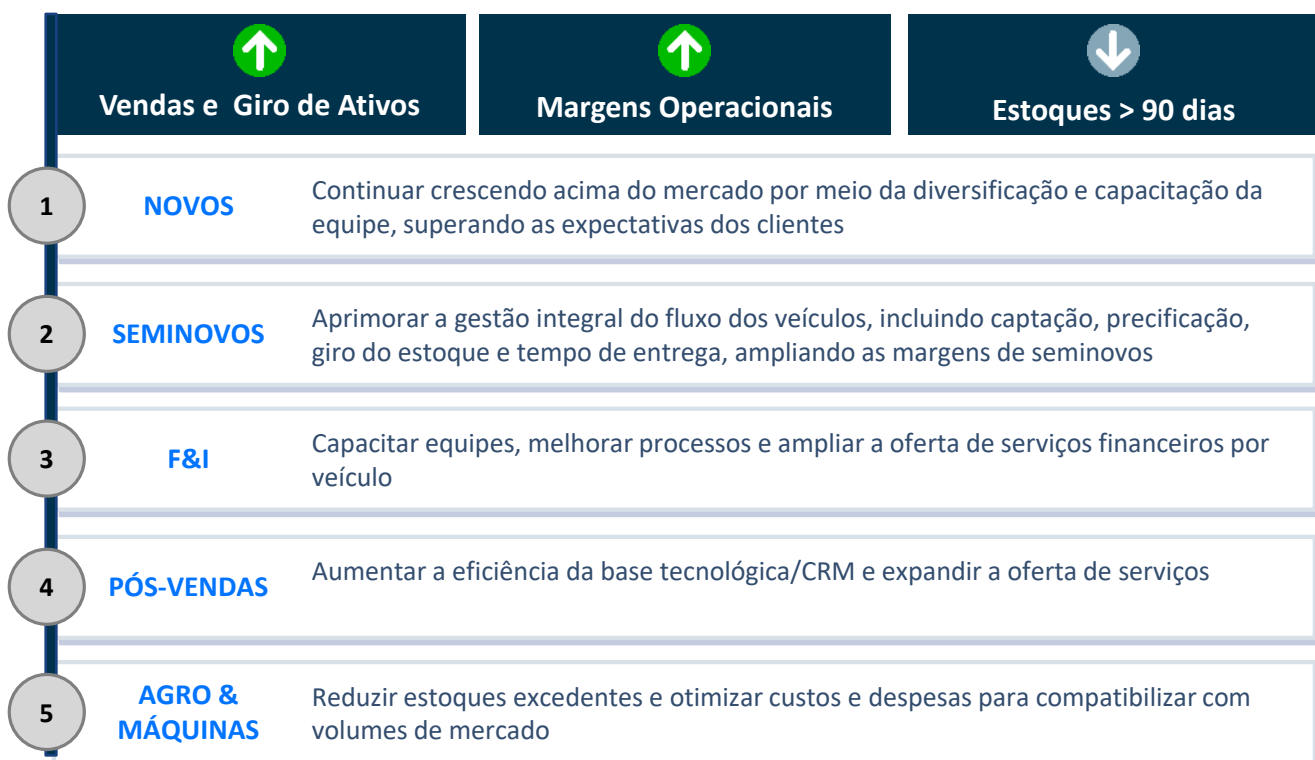 Vendas e Giro de Ativos
Margens Operacionais
Estoques > 90 dias
1
NOVOS
Continuar crescendo acima do mercado por meio da diversificação e capacitação da
equipe, superando as expectativas dos clientes
2
SEMINOVOS
Aprimorar a gestão integral do fluxo dos veículos, incluindo captação, precificação,
giro do estoque e tempo de entrega, ampliando as margens de seminovos
3
F&I
Capacitar equipes, melhorar processos e ampliar a oferta de serviços financeiros por
veículo
4
PÓS-VENDAS
Aumentar a eficiência da base tecnológica/CRM e expandir a oferta de serviços
5
AGRO &
MÁQUINAS
Reduzir estoques excedentes e otimizar custos e despesas para compatibilizar com
volumes de mercado